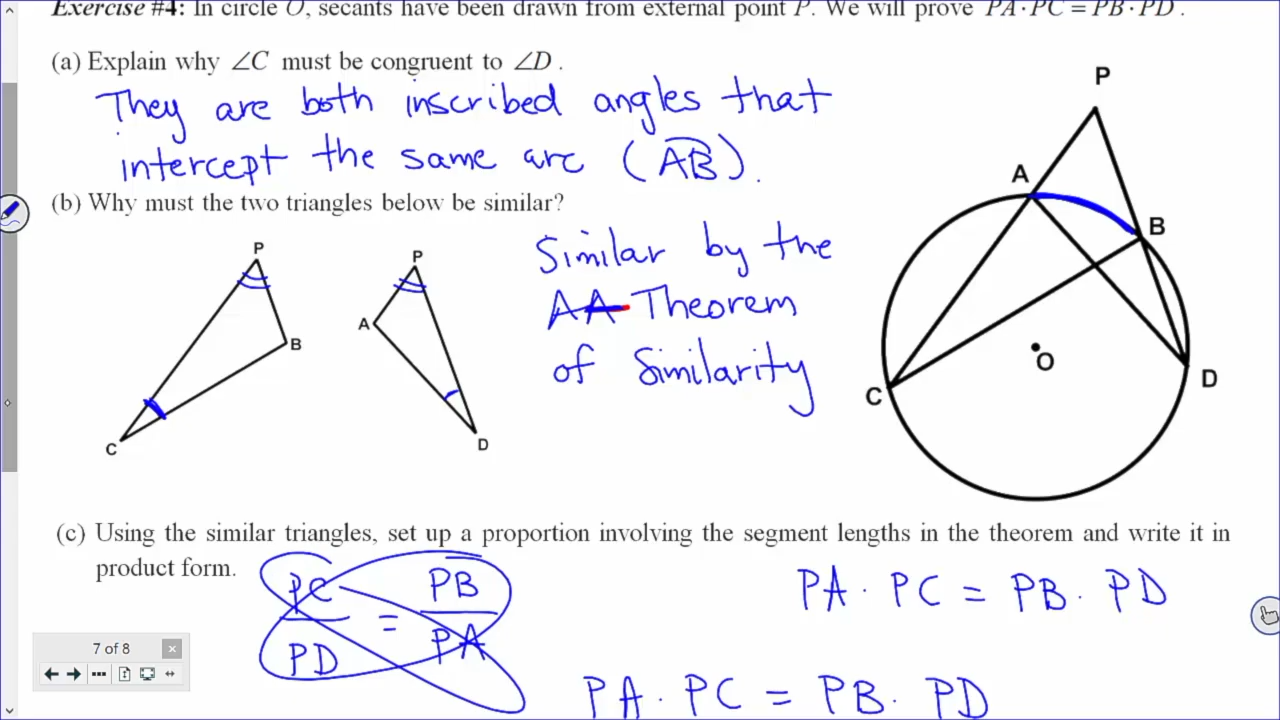 Exercise #4: In circle O, secants have been drawn from external point P. We will prove PA·PC = PB·PD.
(a) Explain why ∠C must be congruent to ∠D.
They are both inscribed angles that
intercept the same arc (AB).
(b) Why must the two triangles below be similar?
P
B
C
P
A
D
Similar by the
AA Theorem
of Similarity
P
A
B
O
C
D
(c) Using the similar triangles, set up a proportion involving the segment lengths in the theorem and write it in
product form.
PC/PD = PB/PA
PA · PC = PB · PD
7 of 8
PA · PC = PB · PD